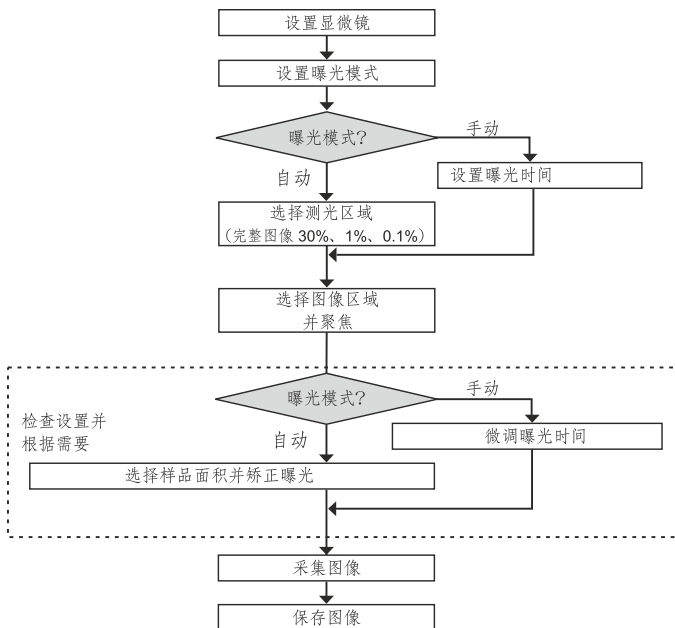 设置显微镜
设置曝光模式
曝光模式?
手动
自动
设置曝光时间
选择测光区域
(完整图像 30%、1%、0.1%)
选择图像区域
并聚焦
曝光模式?
手动
检查设置并
根据需要
自动
微调曝光时间
选择样品面积并矫正曝光
采集图像
保存图像